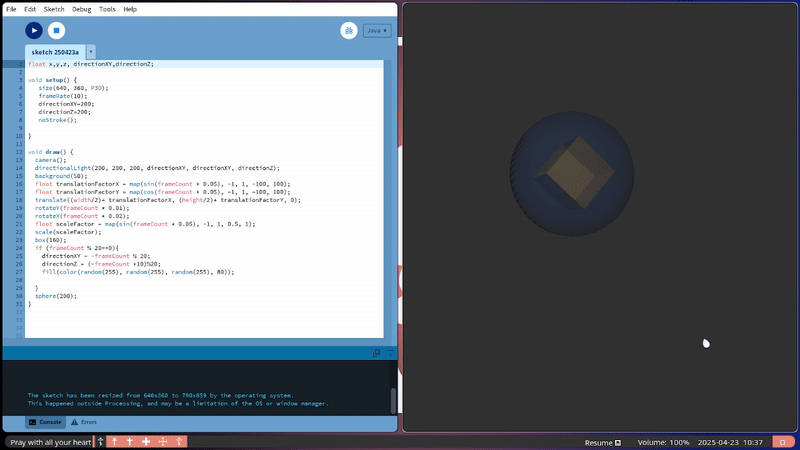 File Edit Sketch Debug Tools Help
Java ▾
sketch 250423a
1 float x,y,z, directionXY,directionZ;
2
3 void setup() {
4 size(640, 360, P3D);
5 frameRate(10);
6 directionXY=200;
7 directionZ=200;
8 noStroke();
9
10 }
11
12 void draw() {
13 camera();
14 directionalLight(200, 200, 200, directionXY, directionXY, directionZ);
15 background(50);
16 float translationFactorX = map(sin(frameCount * 0.05), -1, 1, -100, 100);
17 float translationFactorY = map(cos(frameCount * 0.05), -1, 1, -100, 100);
18 translate((width/2)+ translationFactorX, (height/2)+ translationFactorY, 0);
19 rotateY(frameCount * 0.01);
20 rotateX(frameCount * 0.02);
21 float scaleFactor = map(sin(frameCount * 0.05), -1, 1, 0.5, 1);
22 scale(scaleFactor);
23 box(160);
24 if (frameCount % 20==0){
25 directionXY = -frameCount % 20;
26 directionZ = (-frameCount +10)%20;
27 fill(color(random(255), random(255), random(255), 80));
28
29 }
30 sphere(200);
31 }
32
33
34
The sketch has been resized from 640x360 to 790x859 by the operating system.
This happened outside Processing, and may be a limitation of the OS or window manager.
Console Errors
Pray with all your heart
Resume Volume: 100% 2025-04-23 10:37